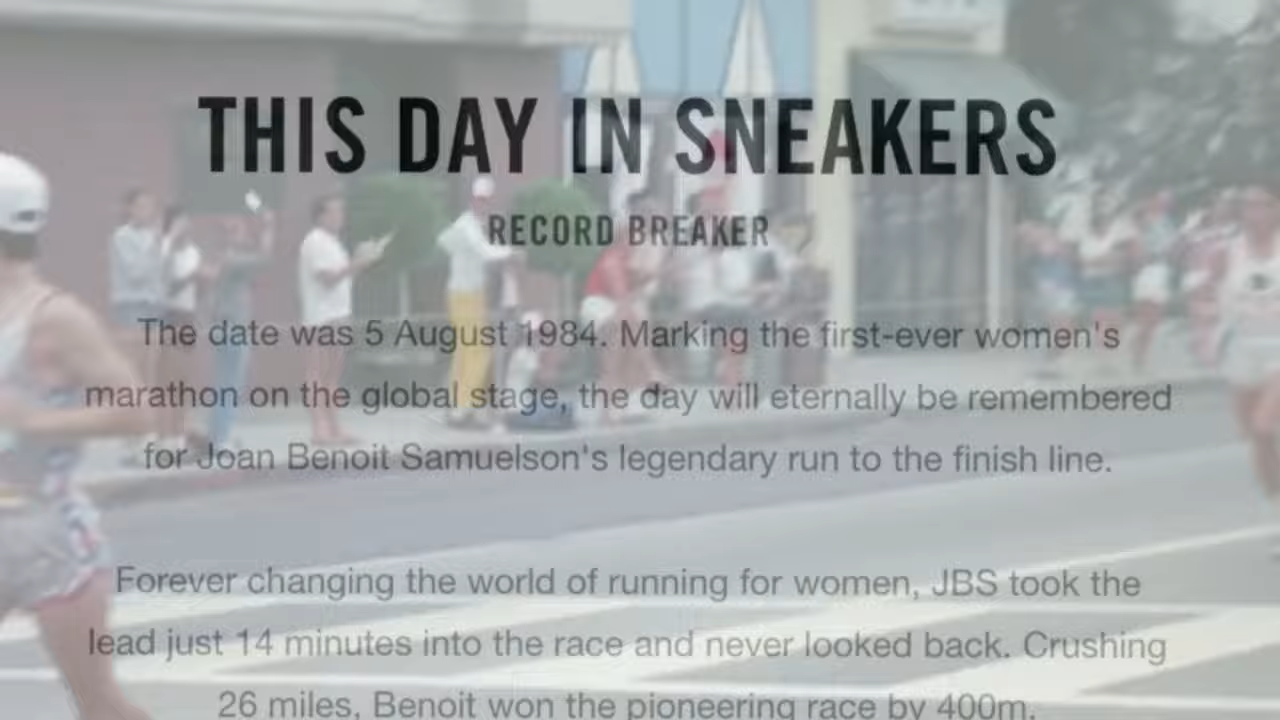 THIS DAY IN SNEAKERS
RECORD BREAKER
The date was 5 August 1984. Marking the first-ever women's
marathon on the global stage, the day will eternally be remembered
for Joan Benoit Samuelson's legendary run to the finish line.
Forever changing the world of running for women, JBS took the
lead just 14 minutes into the race and never looked back. Crushing
26 miles, Benoit won the pioneering race by 400m.